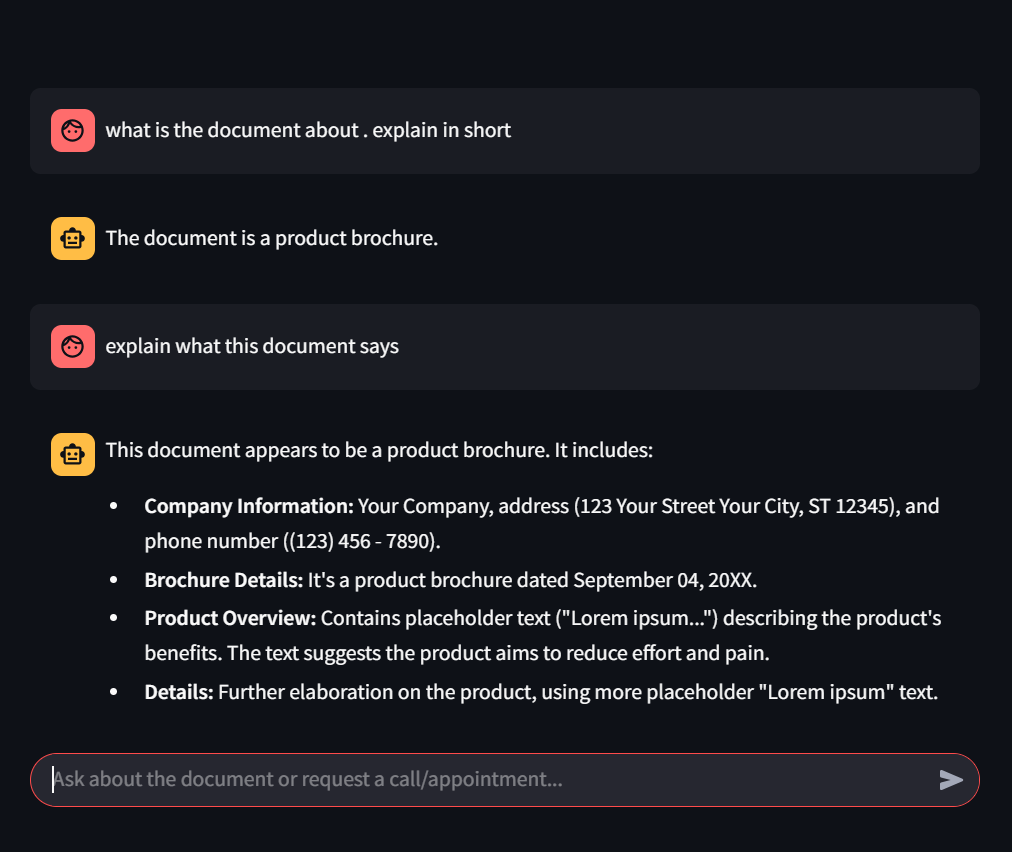 what is the document about . explain in short
The document is a product brochure.
explain what this document says
This document appears to be a product brochure. It includes:
• Company Information: Your Company, address (123 Your Street Your City, ST 12345), and
phone number ((123) 456 - 7890).
• Brochure Details: It's a product brochure dated September 04, 20XX.
• Product Overview: Contains placeholder text ("Lorem ipsum...") describing the product's
benefits. The text suggests the product aims to reduce effort and pain.
• Details: Further elaboration on the product, using more placeholder "Lorem ipsum" text.
Ask about the document or request a call/appointment...